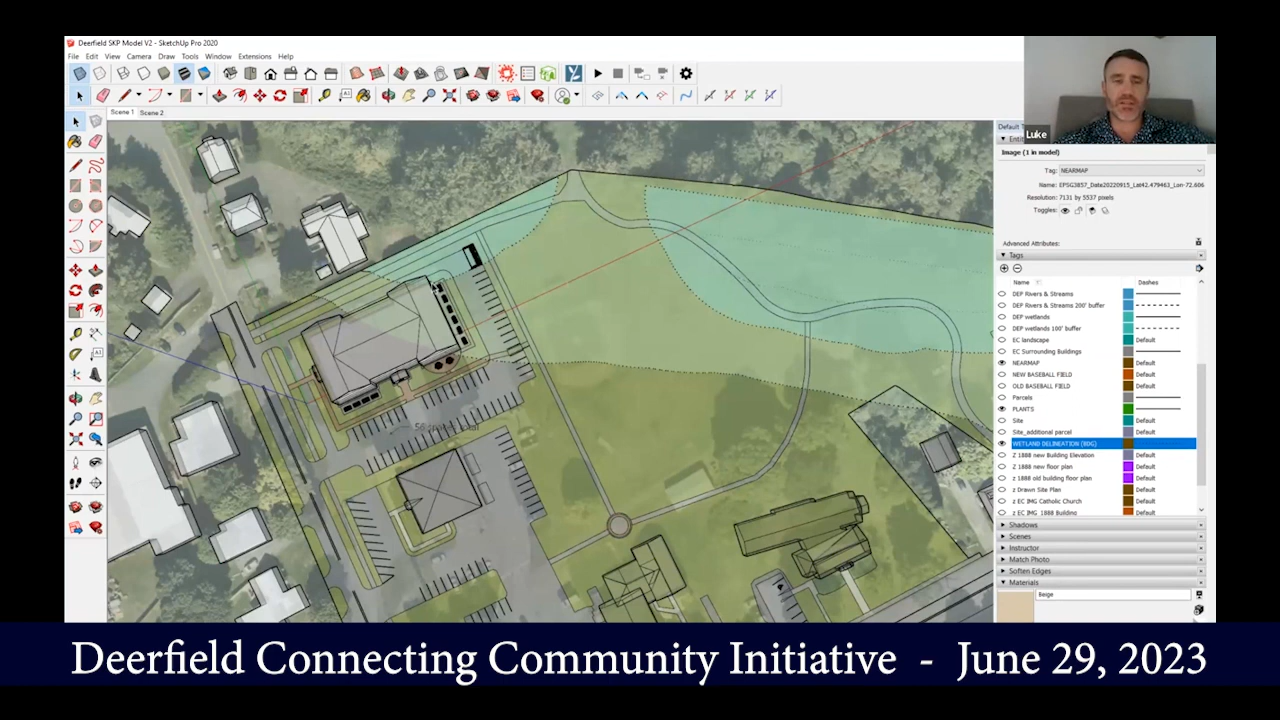 Deerfield SKP Model V2 - SketchUp Pro 2020
File Edit View Camera Draw Tools Window Extensions Help
Scene 1 Scene 2
Luke
Default T
Image (1 in model)
Tag: NEARMAP
Name: EPSG3857_Date20220915_Lat42.479463_Lon-72.606
Resolution: 7131 by 5537 pixels
Toggles:
Advanced Attributes:
Tags
Name Dashes
DEP Rivers & Streams
DEP Rivers & Streams 200' buffer
DEP wetlands
DEP wetlands 100' buffer
EC landscape Default
EC Surrounding Buildings
NEARMAP Default
NEW BASEBALL FIELD Default
OLD BASEBALL FIELD Default
Parcels
PLANTS
Site Default
Site_additional parcel Default
WETLAND DELINEATION (BDG)
Z 1888 new Building Elevation Default
Z 1888 new floor plan Default
z 1888 old building floor plan Default
z Drawn Site Plan Default
z EC IMG Catholic Church Default
z EC IMG_1888 Building Default
Shadows
Scenes
Instructor
Match Photo
Soften Edges
Materials
Beige
Deerfield Connecting Community Initiative - June 29, 2023